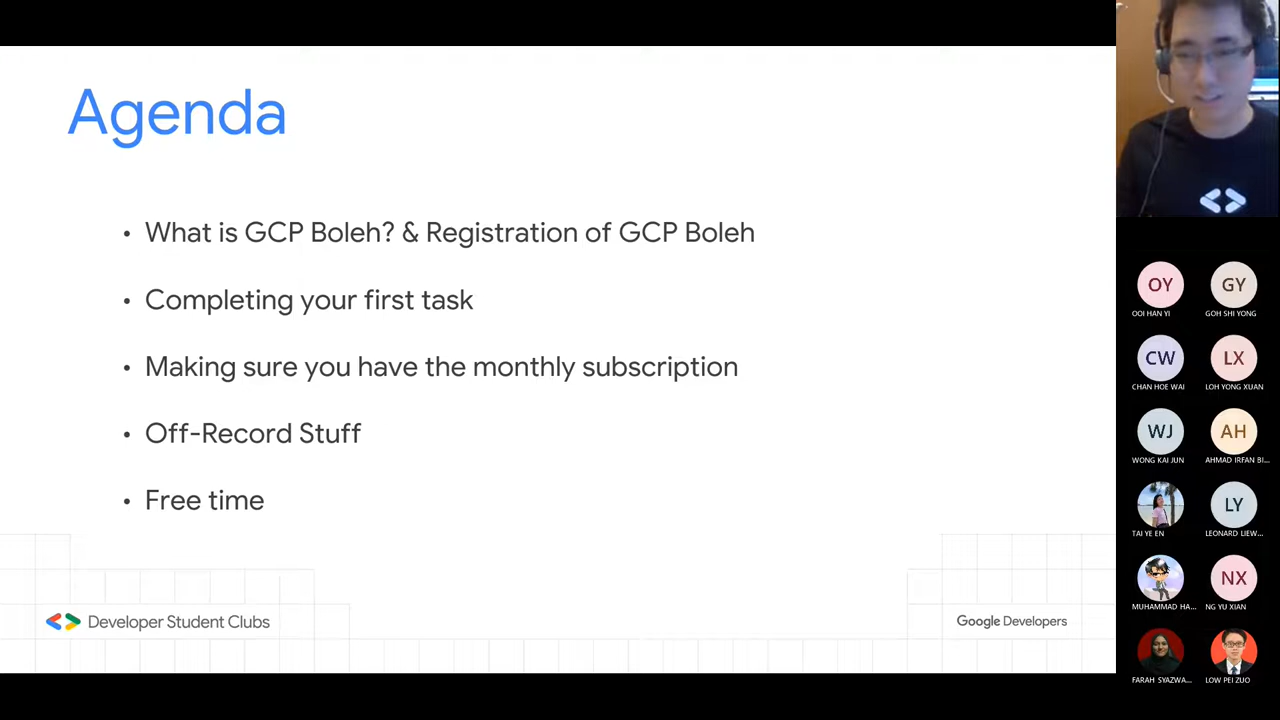 Agenda
• What is GCP Boleh? & Registration of GCP Boleh
• Completing your first task
• Making sure you have the monthly subscription
• Off-Record Stuff
• Free time
Developer Student Clubs
Google Developers
OY
GY
OOI HAN YI
GOH SHI YONG
CW
LX
CHAN HOE WAI
LOH YONG XUAN
WJ
AH
WONG KAI JUN
AHMAD IRFAN BI...
LY
TAI YE EN
LEONARD LIEW...
NX
MUHAMMAD HA...
NG YU XIAN
FARAH SYAZWA...
LOW PEI ZUO